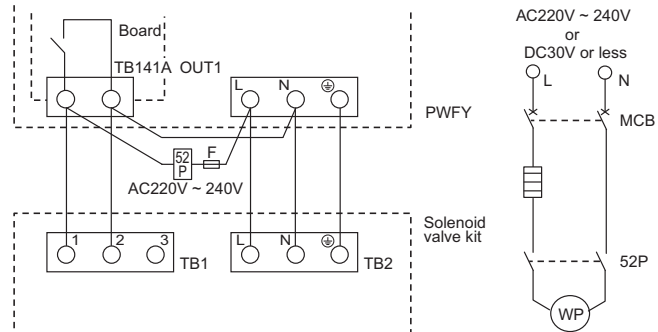 Board
TB141A OUT1
L N
PWFY
52
P
F
AC220V ~ 240V
Solenoid
valve kit
1 2 3
TB1
L N
TB2
AC220V ~ 240V
or
DC30V or less
L N
MCB
52P
WP